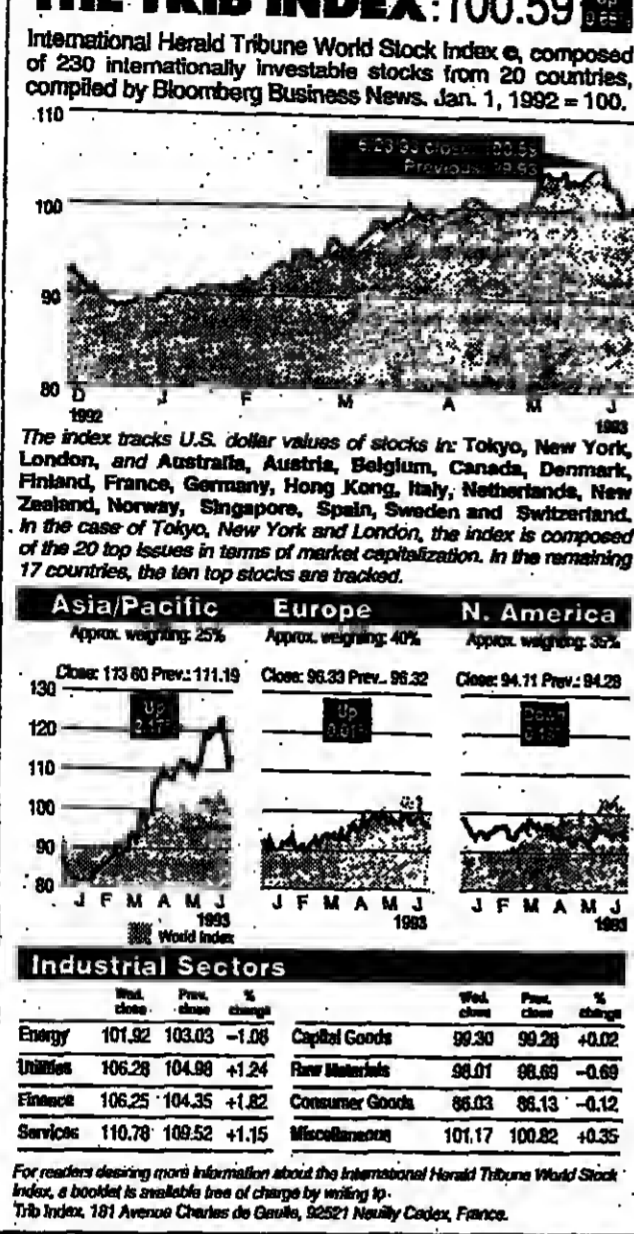 THE TRIB INDEX: 100.59 Up
International Herald Tribune World Stock Index ©, composed
of 230 internationally investable stocks from 20 countries,
compiled by Bloomberg Business News. Jan. 1, 1992 = 100.
110
Previous: 99.93
100
90
80
D J F M A M J
1992 1993
The index tracks U.S. dollar values of stocks in: Tokyo, New York,
London, and Australia, Austria, Belgium, Canada, Denmark,
Finland, France, Germany, Hong Kong, Italy, Netherlands, New
Zealand, Norway, Singapore, Spain, Sweden and Switzerland.
In the case of Tokyo, New York and London, the index is composed
of the 20 top issues in terms of market capitalization. In the remaining
17 countries, the ten top stocks are tracked.
Asia/Pacific Europe N. America
Approx. weighting: 25% Approx. weighting: 40% Approx. weighting: 35%
Close: 113.60 Prev.: 111.19 Close: 96.33 Prev.: 96.32 Close: 94.11 Prev.: 94.28
130
Up Up Down
120
110
100
90
80
J F M A M J J F M A M J J F M A M J
1993 1993 1993
World Index
Industrial Sectors
Wed. close Prev. close % change Wed. close Prev. close % change
Energy 101.92 103.03 –1.08 Capital Goods 99.30 99.28 +0.02
Utilities 106.28 104.98 +1.24 Raw Materials 98.01 98.69 –0.69
Finance 106.25 104.35 +1.82 Consumer Goods 86.03 86.13 –0.12
Services 110.78 109.52 +1.15 Miscellaneous 101.17 100.82 +0.35
For readers desiring more information about the International Herald Tribune World Stock
Index, a booklet is available free of charge by writing to
Trib Index, 181 Avenue Charles de Gaulle, 92521 Neuilly Cedex, France.